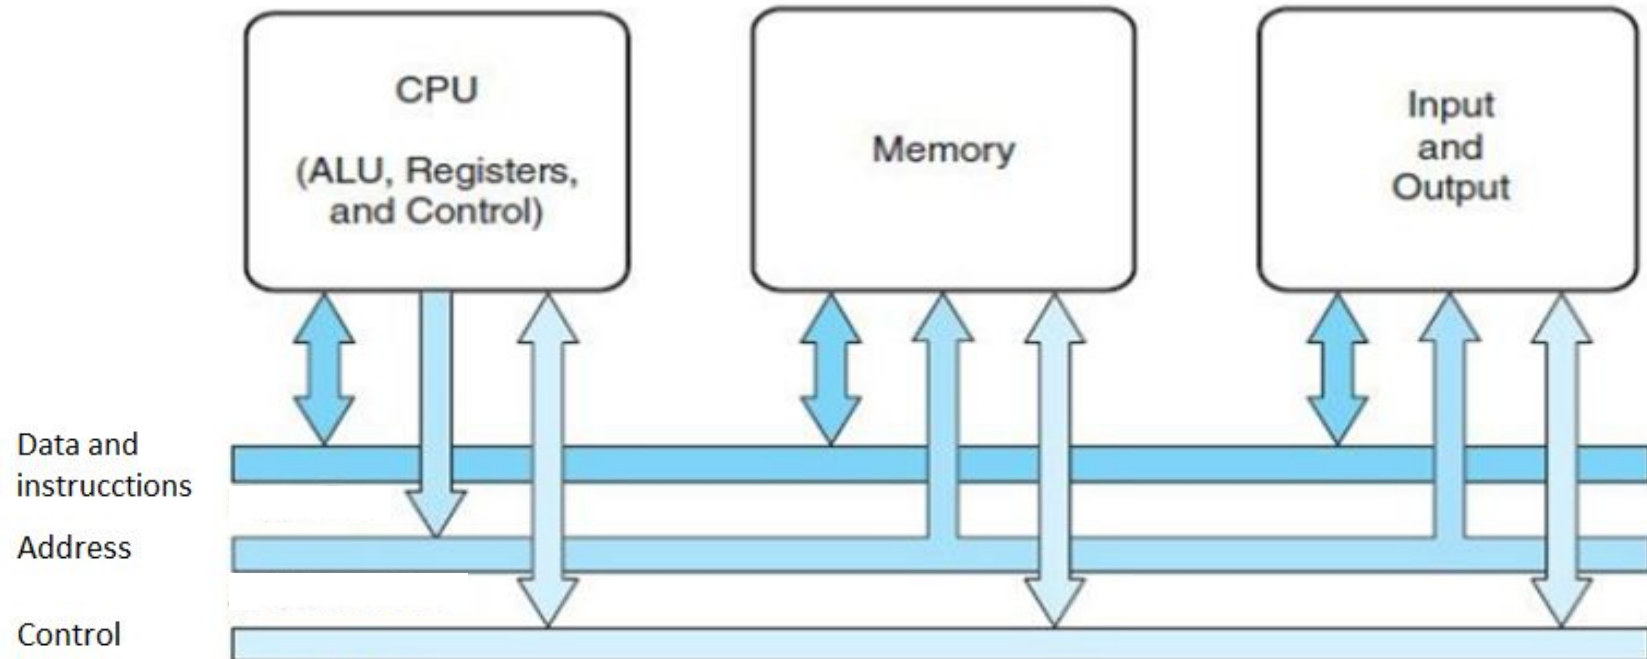 CPU
(ALU, Registers,
and Control)
Memory
Input
and
Output
Data and
instrucctions
Address
Control